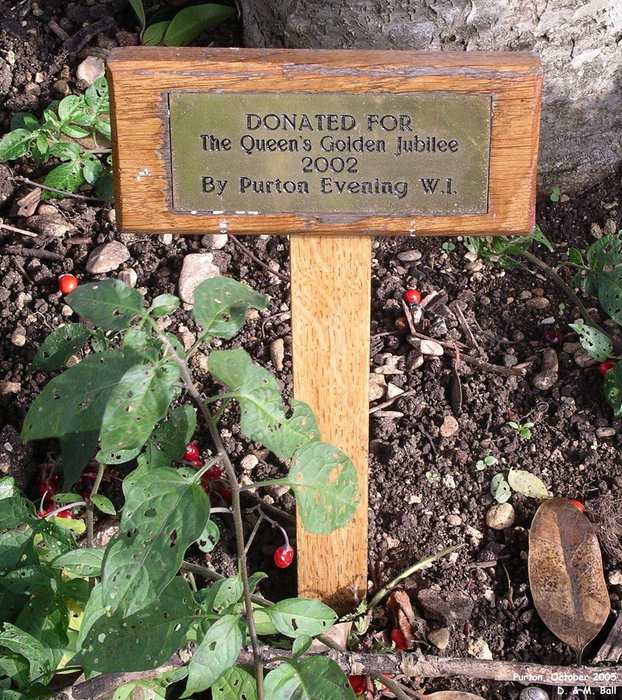 DONATED FOR
The Queen's Golden Jubilee
2002
By Purton Evening W.I.
Purton, October 2005
D. & M. Ball